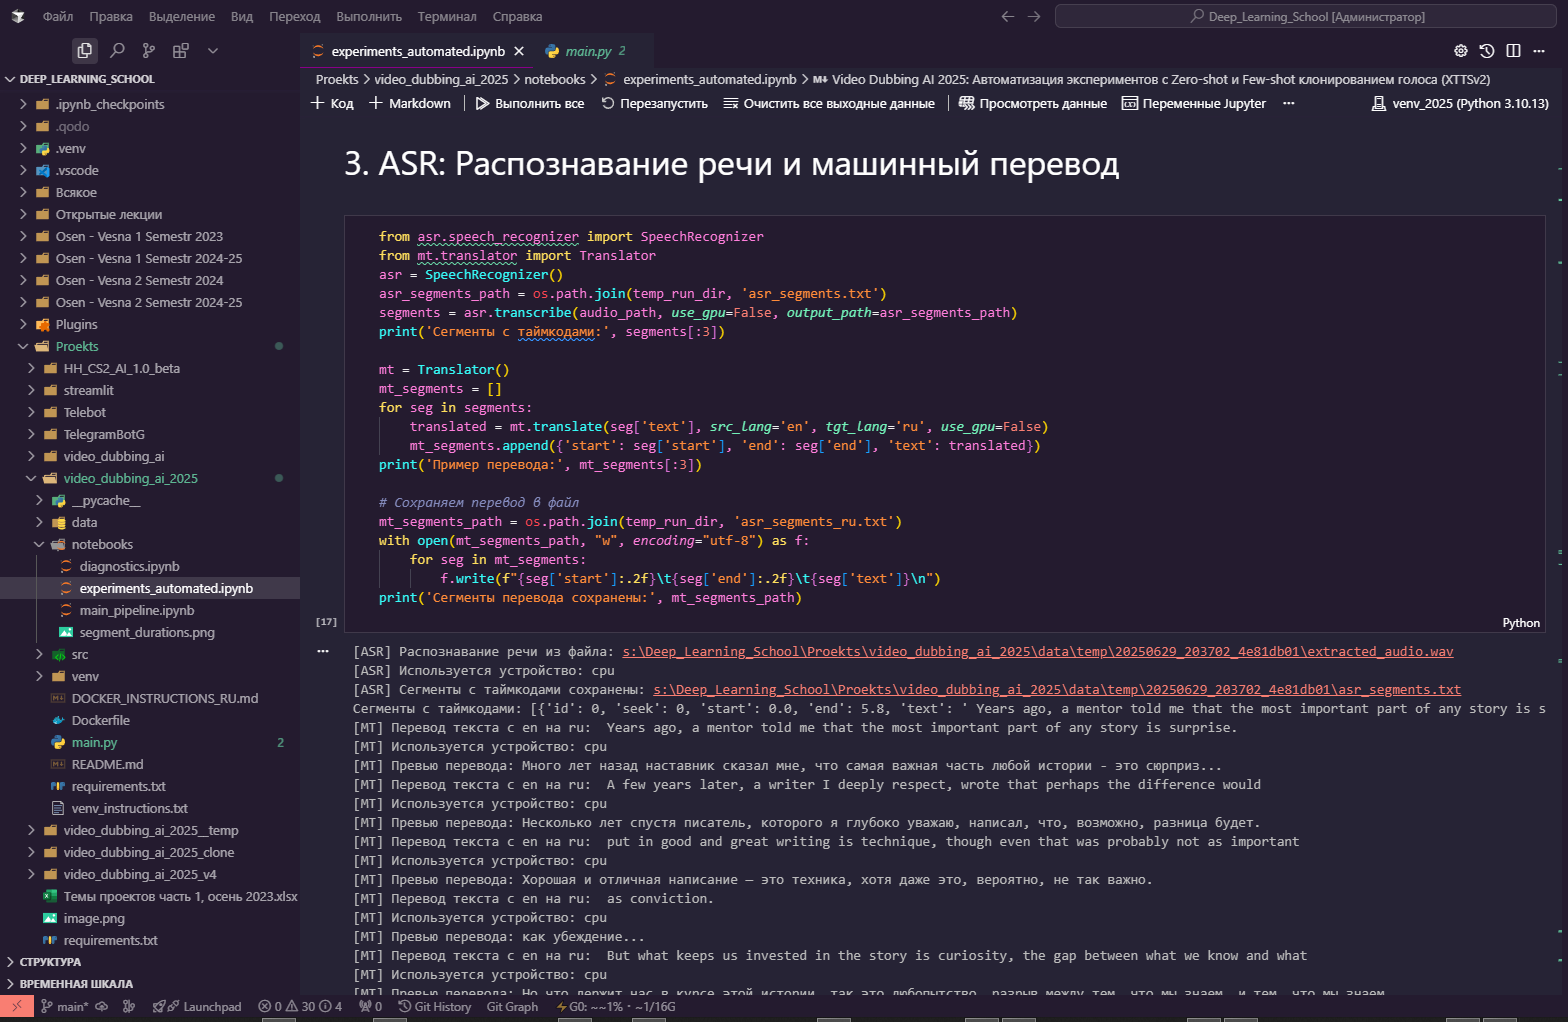 Файл Правка Выделение Вид Переход Выполнить Терминал Справка
Deep_Learning_School [Администратор]
experiments_automated.ipynb
main.py 2
DEEP_LEARNING_SCHOOL
.ipynb_checkpoints
.qodo
.venv
.vscode
Всякое
Открытые лекции
Osen - Vesna 1 Semestr 2023
Osen - Vesna 1 Semestr 2024-25
Osen - Vesna 2 Semestr 2024
Osen - Vesna 2 Semestr 2024-25
Plugins
Proekts
HH_CS2_AI_1.0_beta
streamlit
Telebot
TelegramBotG
video_dubbing_ai
video_dubbing_ai_2025
__pycache__
data
notebooks
diagnostics.ipynb
experiments_automated.ipynb
main_pipeline.ipynb
segment_durations.png
src
venv
DOCKER_INSTRUCTIONS_RU.md
Dockerfile
main.py 2
README.md
requirements.txt
venv_instructions.txt
video_dubbing_ai_2025__temp
video_dubbing_ai_2025_clone
video_dubbing_ai_2025_v4
Темы проектов часть 1, осень 2023.xlsx
image.png
requirements.txt
СТРУКТУРА
ВРЕМЕННАЯ ШКАЛА
Proekts > video_dubbing_ai_2025 > notebooks > experiments_automated.ipynb > M↓ Video Dubbing AI 2025: Автоматизация экспериментов с Zero-shot и Few-shot клонированием голоса (XTTSv2)
Код Markdown Выполнить все Перезапустить Очистить все выходные данные Просмотреть данные Переменные Jupyter ... venv_2025 (Python 3.10.13)
3. ASR: Распознавание речи и машинный перевод
from asr.speech_recognizer import SpeechRecognizer
from mt.translator import Translator
asr = SpeechRecognizer()
asr_segments_path = os.path.join(temp_run_dir, 'asr_segments.txt')
segments = asr.transcribe(audio_path, use_gpu=False, output_path=asr_segments_path)
print('Сегменты с таймкодами:', segments[:3])
mt = Translator()
mt_segments = []
for seg in segments:
    translated = mt.translate(seg['text'], src_lang='en', tgt_lang='ru', use_gpu=False)
    mt_segments.append({'start': seg['start'], 'end': seg['end'], 'text': translated})
print('Пример перевода:', mt_segments[:3])
# Сохраняем перевод в файл
mt_segments_path = os.path.join(temp_run_dir, 'asr_segments_ru.txt')
with open(mt_segments_path, "w", encoding="utf-8") as f:
    for seg in mt_segments:
        f.write(f"{seg['start']:.2f}\t{seg['end']:.2f}\t{seg['text']}\n")
print('Сегменты перевода сохранены:', mt_segments_path)
[17]
Python
[ASR] Распознавание речи из файла: s:\Deep_Learning_School\Proekts\video_dubbing_ai_2025\data\temp\20250629_203702_4e81db01\extracted_audio.wav
[ASR] Используется устройство: cpu
[ASR] Сегменты с таймкодами сохранены: s:\Deep_Learning_School\Proekts\video_dubbing_ai_2025\data\temp\20250629_203702_4e81db01\asr_segments.txt
Сегменты с таймкодами: [{'id': 0, 'seek': 0, 'start': 0.0, 'end': 5.8, 'text': ' Years ago, a mentor told me that the most important part of any story is s
[MT] Перевод текста с en на ru:  Years ago, a mentor told me that the most important part of any story is surprise.
[MT] Используется устройство: cpu
[MT] Превью перевода: Много лет назад наставник сказал мне, что самая важная часть любой истории - это сюрприз...
[MT] Перевод текста с en на ru:  A few years later, a writer I deeply respect, wrote that perhaps the difference would
[MT] Используется устройство: cpu
[MT] Превью перевода: Несколько лет спустя писатель, которого я глубоко уважаю, написал, что, возможно, разница будет.
[MT] Перевод текста с en на ru:  put in good and great writing is technique, though even that was probably not as important
[MT] Используется устройство: cpu
[MT] Превью перевода: Хорошая и отличная написание – это техника, хотя даже это, вероятно, не так важно.
[MT] Перевод текста с en на ru:  as conviction.
[MT] Используется устройство: cpu
[MT] Превью перевода: как убеждение...
[MT] Перевод текста с en на ru:  But what keeps us invested in the story is curiosity, the gap between what we know and what
[MT] Используется устройство: cpu
[MT] Превью перевода: Но что держит нас в курсе этой истории, так это любопытство, разрыв между тем, что мы знаем, и тем, что мы знаем
main* Launchpad 0 30 4 0 Git History Git Graph G0: ~~1% · ~1/16G